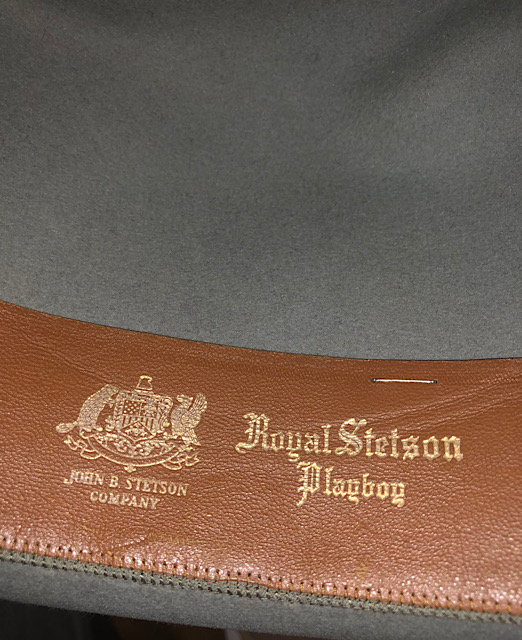 JOHN B. STETSON
COMPANY
Royal Stetson
Playboy